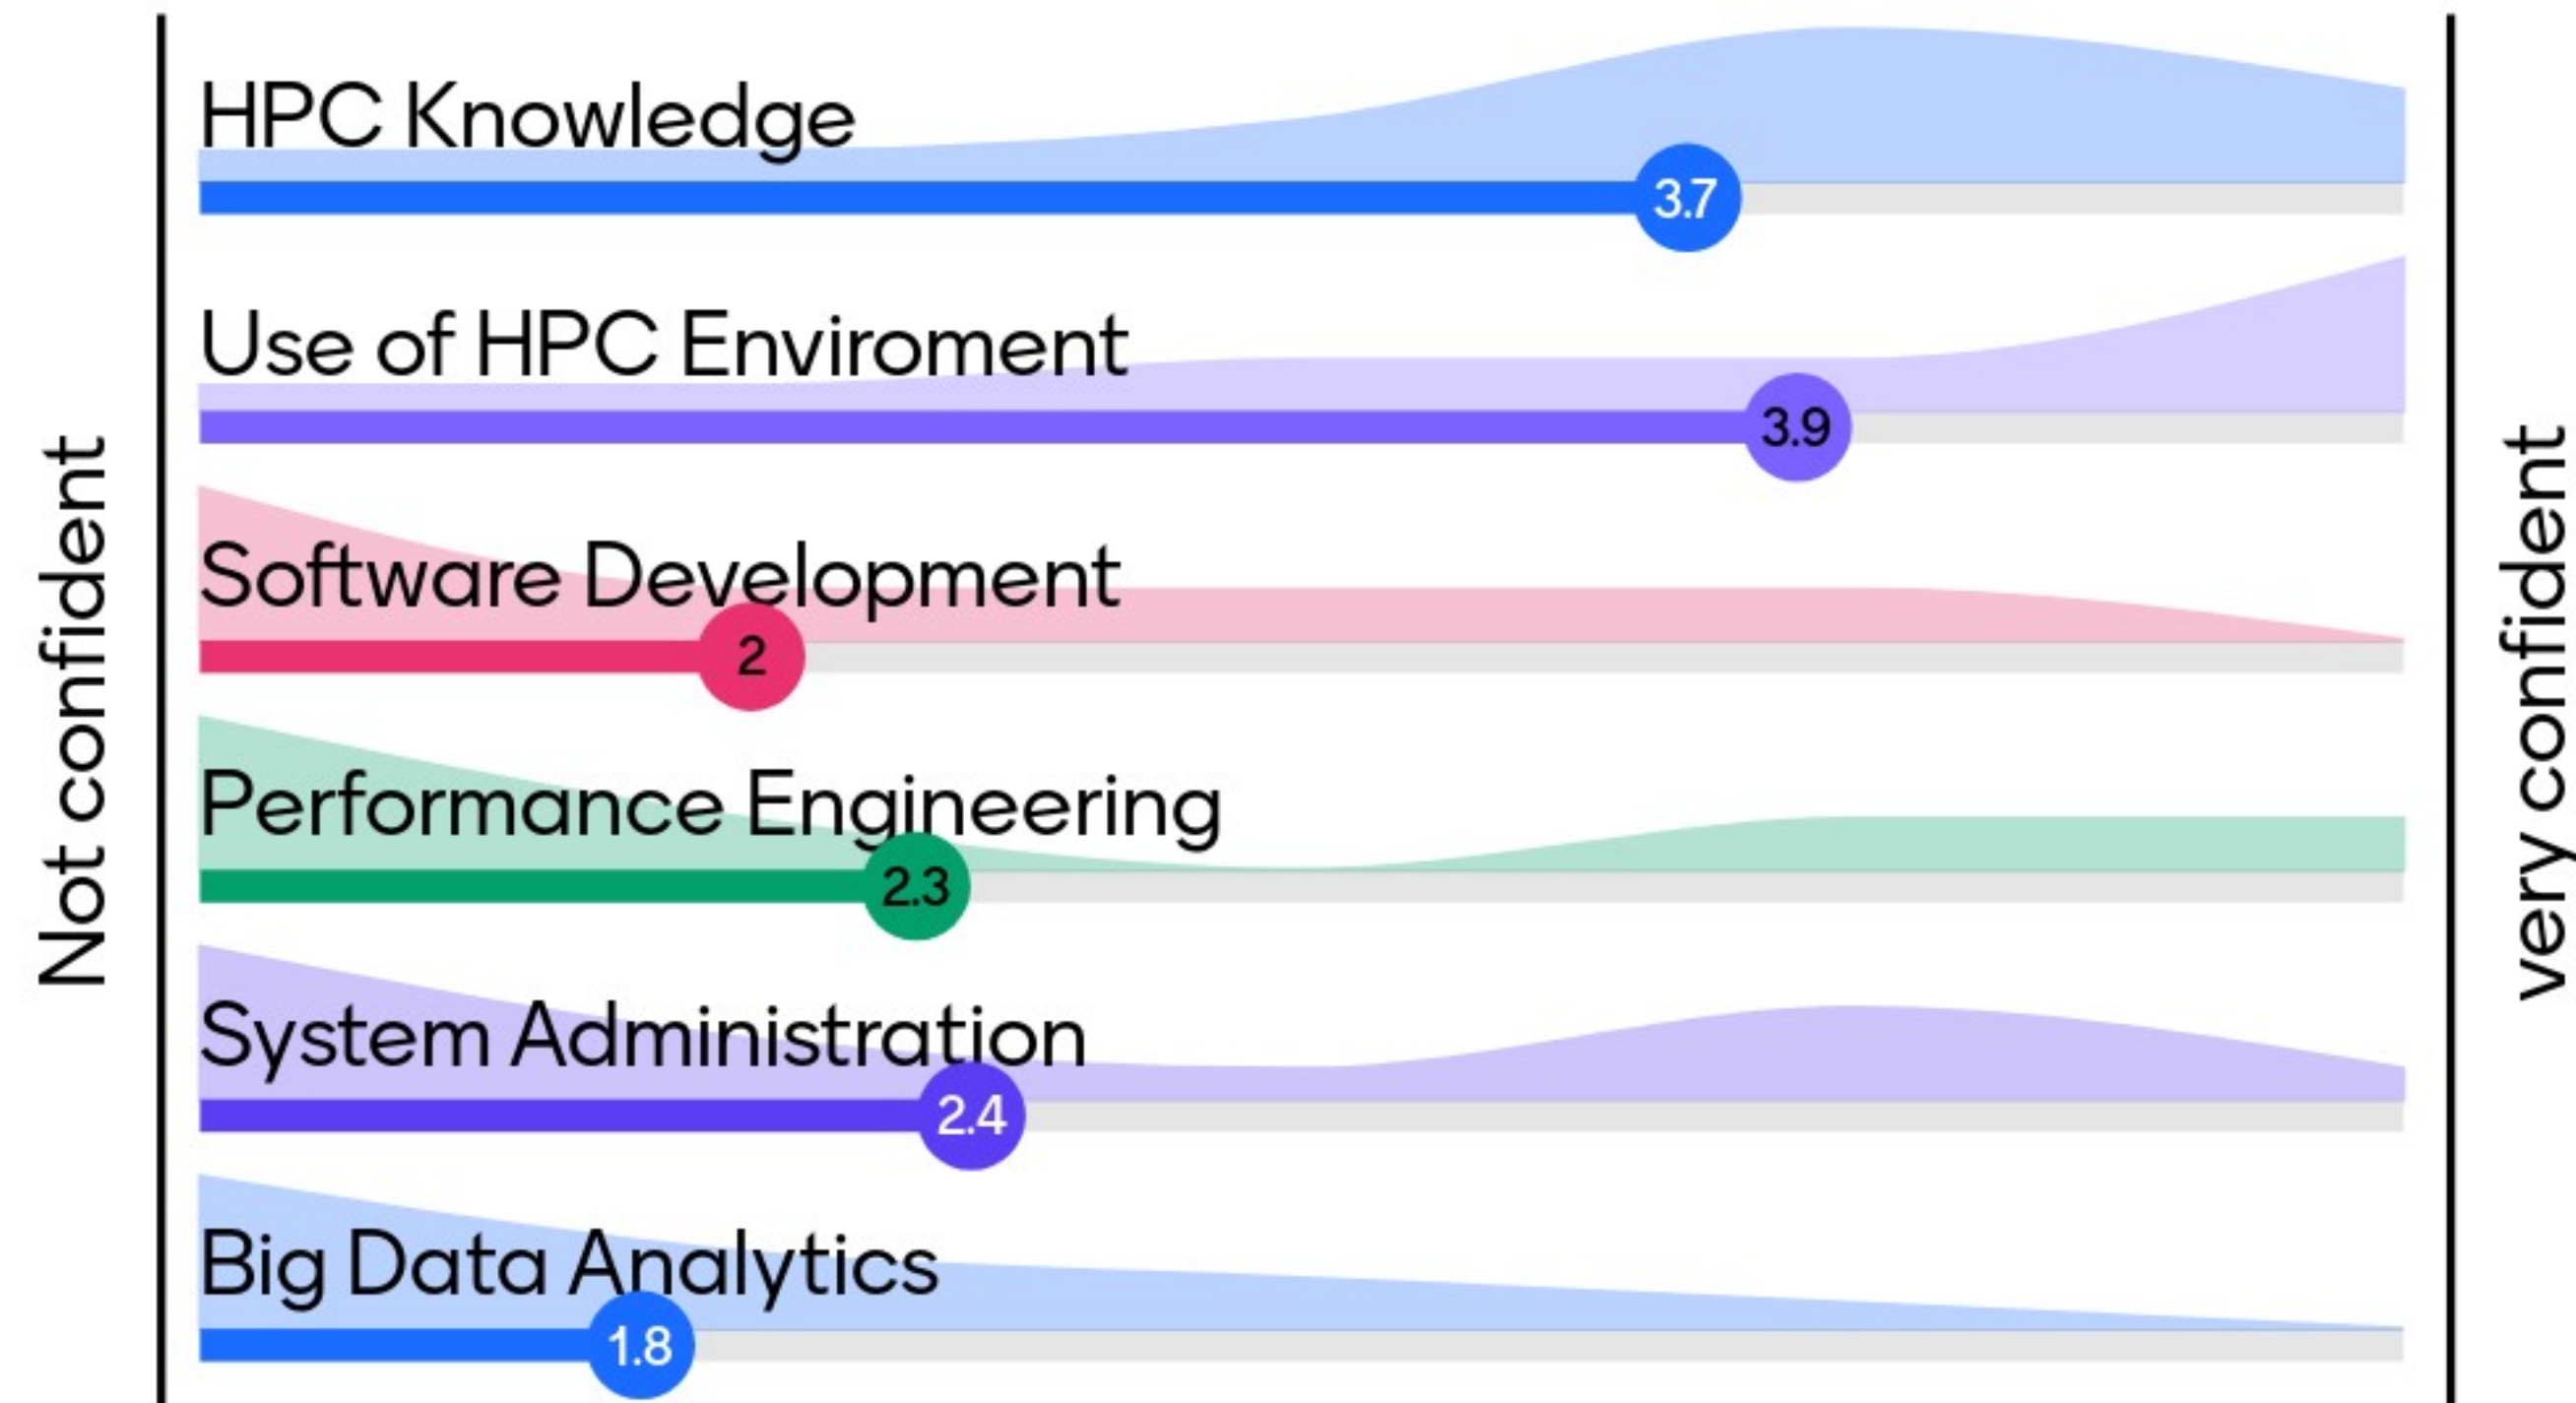 HPC Knowledge
3.7
Use of HPC Enviroment
3.9
Software Development
2
Performance Engineering
2.3
System Administration
2.4
Big Data Analytics
1.8
Not confident
very confident